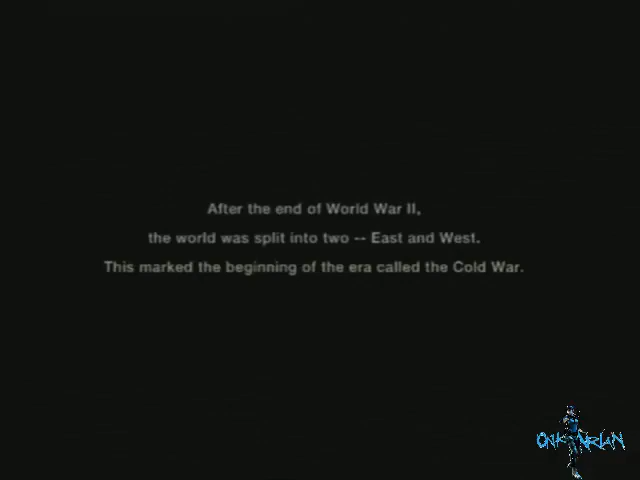 After the end of World War II,
the world was split into two -- East and West.
This marked the beginning of the era called the Cold War.